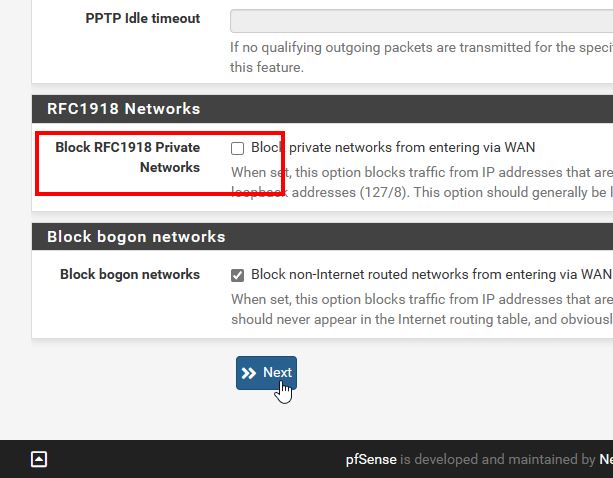 PPTP Idle timeout
If no qualifying outgoing packets are transmitted for the speci
this feature.
RFC1918 Networks
Block RFC1918 Private
Networks
Block private networks from entering via WAN
When set, this option blocks traffic from IP addresses that are
loopback addresses (127/8). This option should generally be l
Block bogon networks
Block bogon networks
Block non-Internet routed networks from entering via WAN
When set, this option blocks traffic from IP addresses that are
should never appear in the Internet routing table, and obviousl
Next
pfSense is developed and maintained by Ne